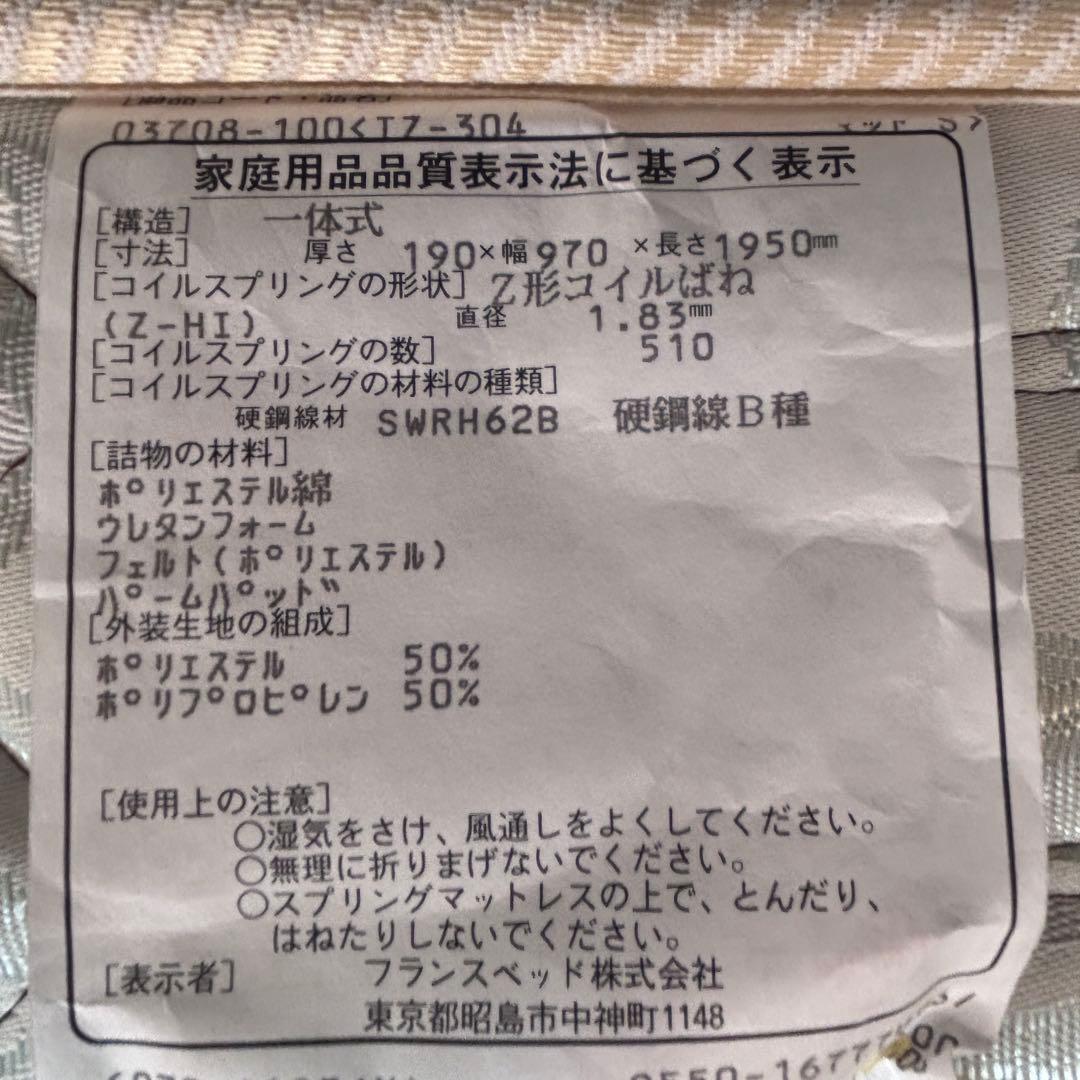 03708-100<TZ-304
家庭用品品質表示法に基づく表示
[構造] 一体式
[寸法] 厚さ 190×幅970 ×長さ1950mm
[コイルスプリングの形状] Z形コイルばね
(Z-HI) 直径 1.83mm
[コイルスプリングの数] 510
[コイルスプリングの材料の種類]
硬鋼線材 SWRH62B 硬鋼線B種
[詰物の材料]
ポリエステル綿
ウレタンフォーム
フェルト(ポリエステル)
パームパッド
[外装生地の組成]
ポリエステル 50%
ポリプロピレン 50%
[使用上の注意]
○湿気をさけ、風通しをよくしてください。
○無理に折りまげないでください。
○スプリングマットレスの上で、とんだり、
はねたりしないでください。
[表示者] フランスベッド株式会社
東京都昭島市中神町1148